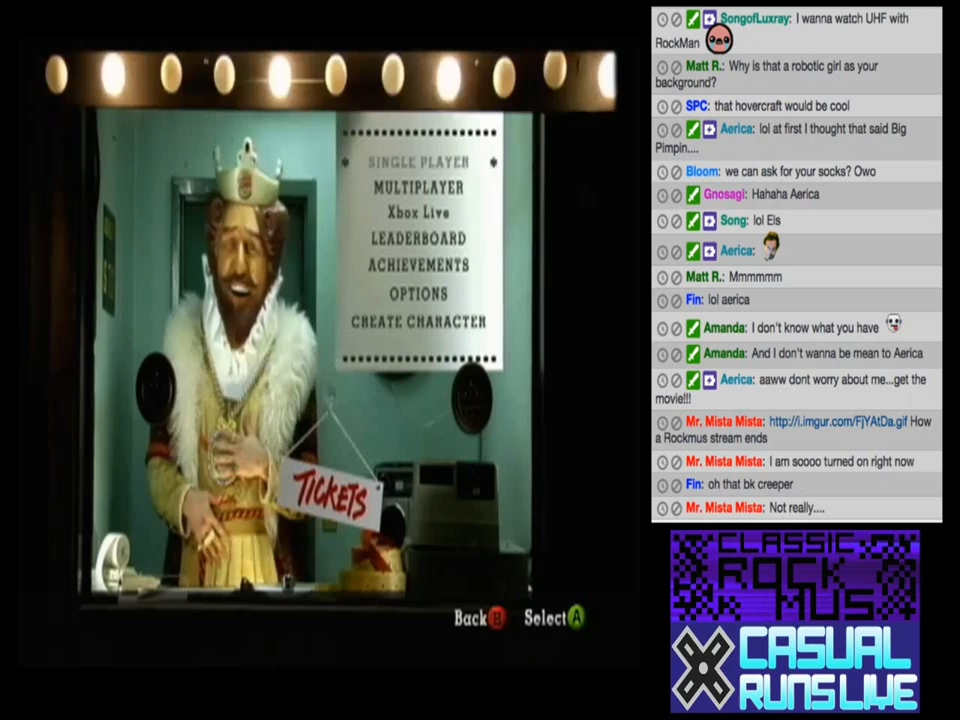 SINGLE PLAYER
MULTIPLAYER
Xbox Live
LEADERBOARD
ACHIEVEMENTS
OPTIONS
CREATE CHARACTER
TICKETS
Back B Select A
SongofLuxray: I wanna watch UHF with
RockMan
Matt R.: Why is that a robotic girl as your
background?
SPC: that hovercraft would be cool
Aerica: lol at first I thought that said Big
Pimpin....
Bloom: we can ask for your socks? Owo
Gnosagi: Hahaha Aerica
Song: lol Els
Aerica:
Matt R.: Mmmmmm
Fin: lol aerica
Amanda: I don't know what you have
Amanda: And I don't wanna be mean to Aerica
Aerica: aaww dont worry about me...get the
movie!!!
Mr. Mista Mista: http://i.imgur.com/FjYAtDa.gif How
a Rockmus stream ends
Mr. Mista Mista: I am soooo turned on right now
Fin: oh that bk creeper
Mr. Mista Mista: Not really....
CLASSIC
ROCK
MUS
CASUAL
RUNSLIVE